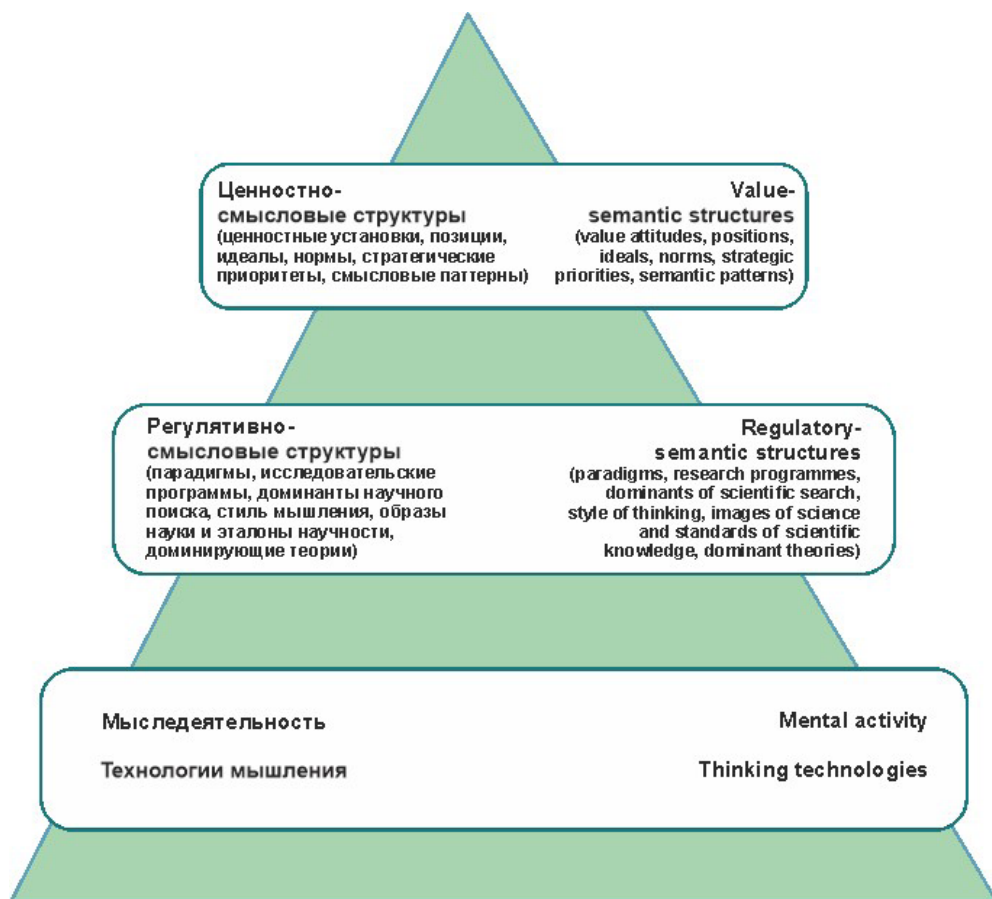 Ценностно-
смысловые структуры
(ценностные установки, позиции,
идеалы, нормы, стратегические
приоритеты, смысловые паттерны)
Value-
semantic structures
(value attitudes, positions,
ideals, norms, strategic
priorities, semantic patterns)
Регулятивно-
смысловые структуры
(парадигмы, исследовательские
программы, доминанты научного
поиска, стиль мышления, образы
науки и эталоны научности,
доминирующие теории)
Regulatory-
semantic structures
(paradigms, research programmes,
dominants of scientific search,
style of thinking, images of science
and standards of scientific
knowledge, dominant theories)
Мыследеятельность
Технологии мышления
Mental activity
Thinking technologies